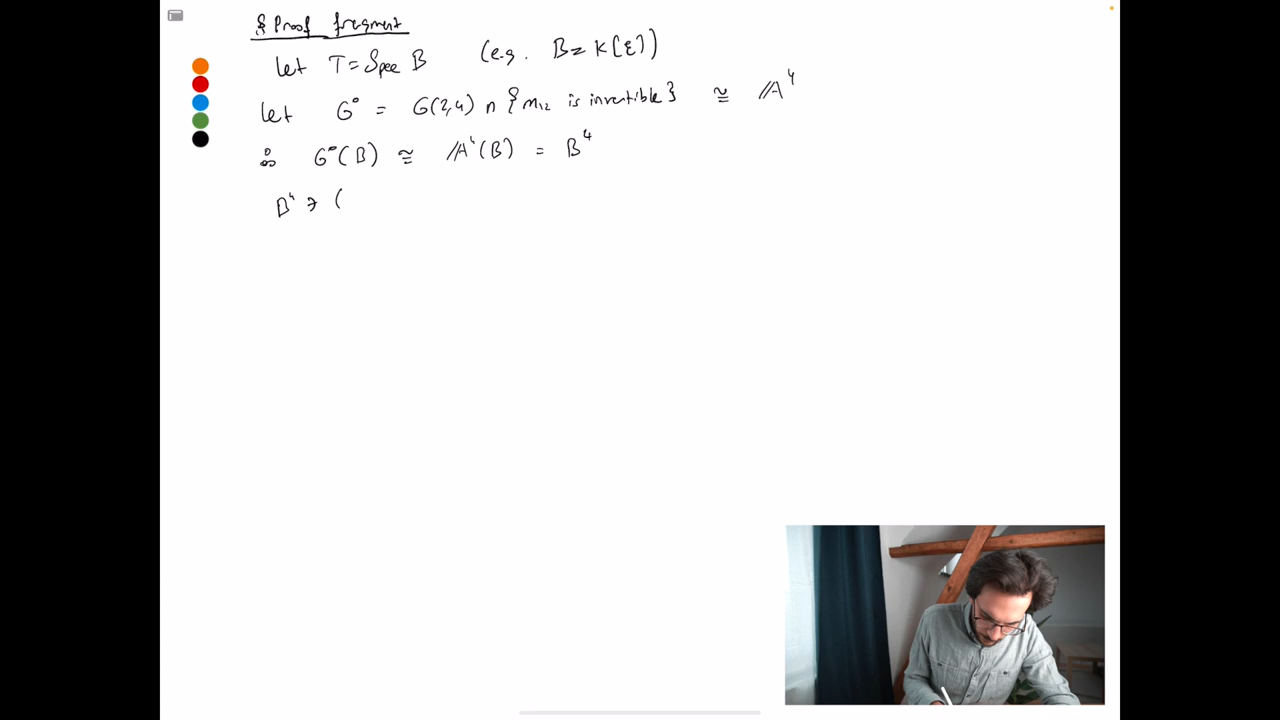 § Proof fragment
let T = Spec B (e.g. B = k[ε])
let G° = G(2,4) ∩ {m₁₂ is invertible} ≅ 𝔸⁴
∴ G°(B) ≅ 𝔸⁴(B) = B⁴
B⁴ ∋ (